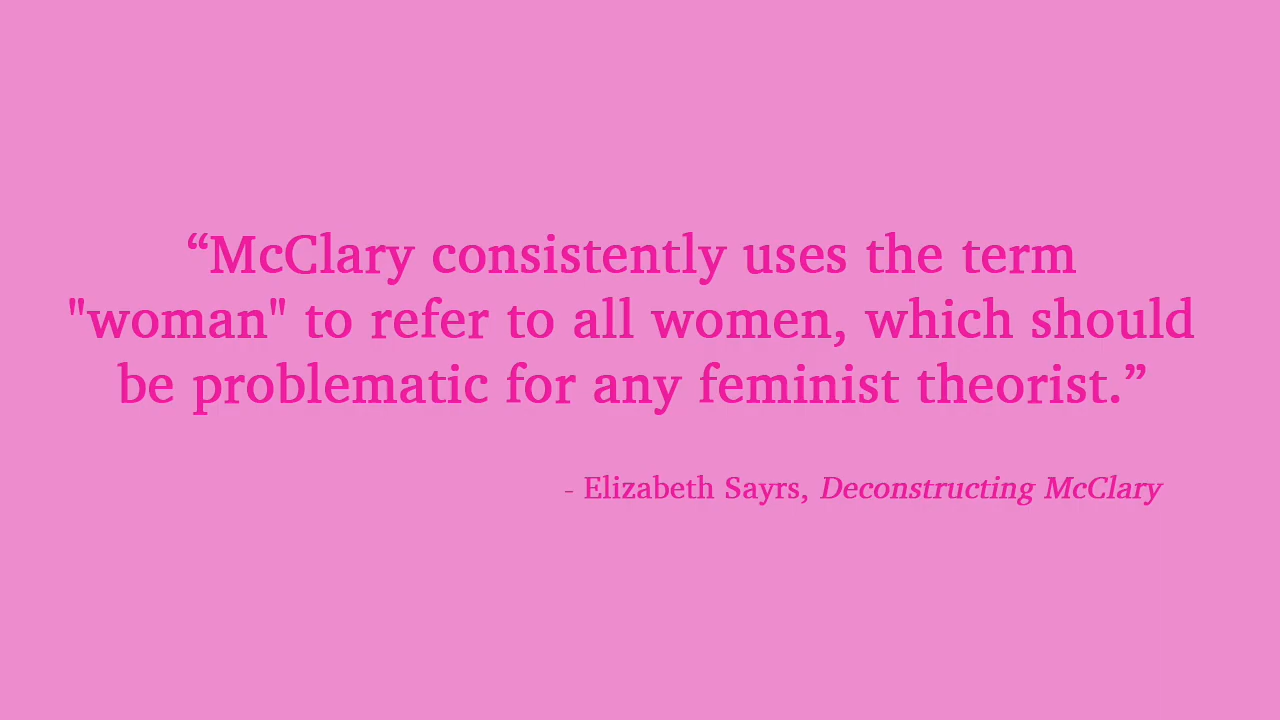 “McClary consistently uses the term
"woman" to refer to all women, which should
be problematic for any feminist theorist.”
- Elizabeth Sayrs, Deconstructing McClary